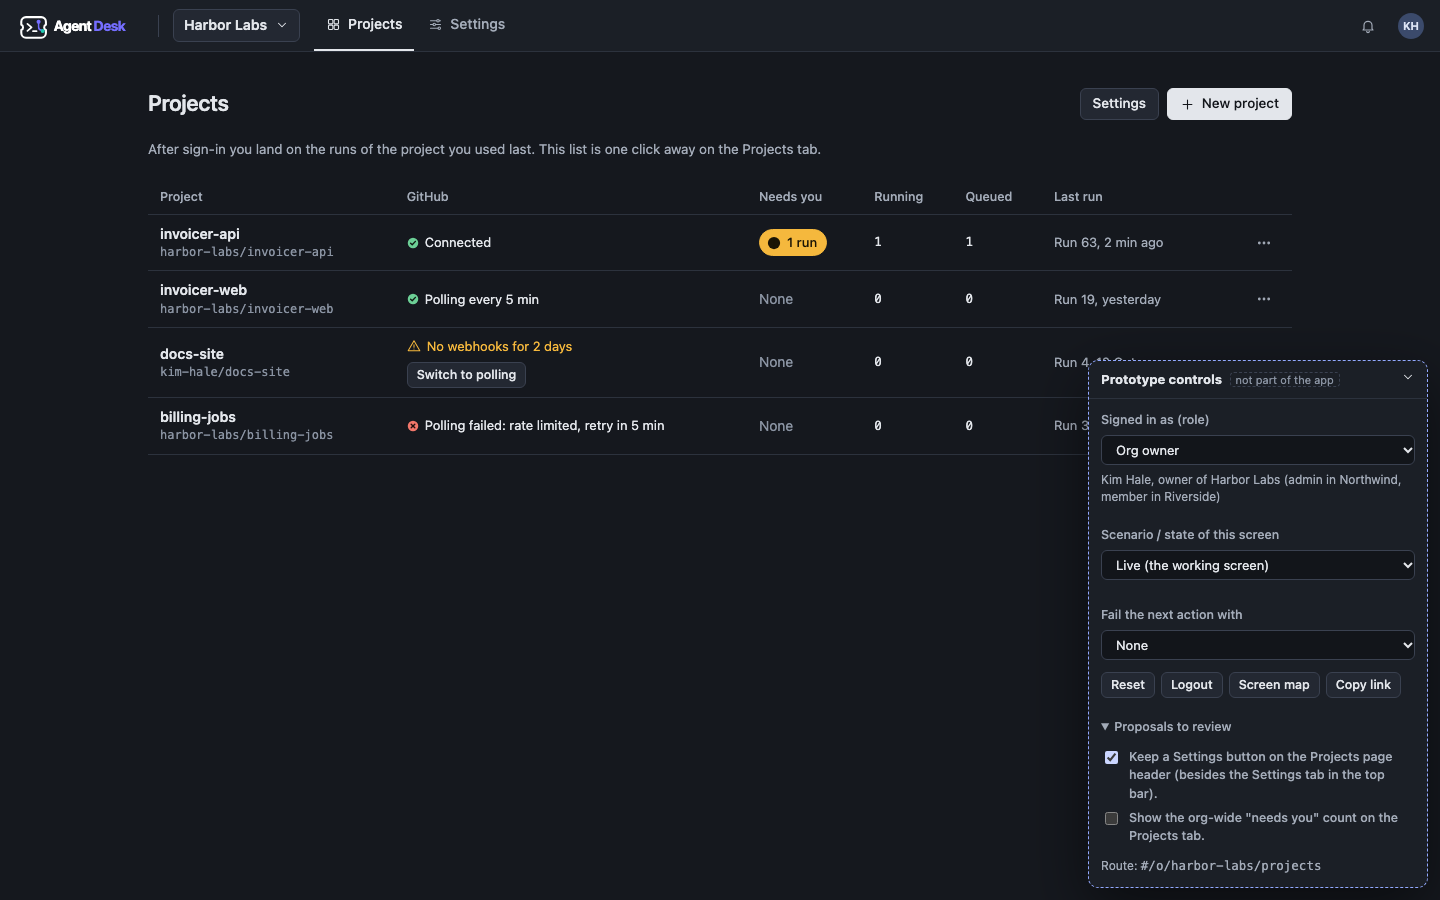 AgentDesk
Harbor Labs
Projects
Settings
KH
Projects
Settings
New project
After sign-in you land on the runs of the project you used last. This list is one click away on the Projects tab.
Project GitHub Needs you Running Queued Last run
invoicer-api
harbor-labs/invoicer-api
Connected
1 run
1
1
Run 63, 2 min ago
invoicer-web
harbor-labs/invoicer-web
Polling every 5 min
None
0
0
Run 19, yesterday
docs-site
kim-hale/docs-site
No webhooks for 2 days
Switch to polling
None
0
0
Run 4
billing-jobs
harbor-labs/billing-jobs
Polling failed: rate limited, retry in 5 min
None
0
0
Run 3
Prototype controls
not part of the app
Signed in as (role)
Org owner
Kim Hale, owner of Harbor Labs (admin in Northwind,
member in Riverside)
Scenario / state of this screen
Live (the working screen)
Fail the next action with
None
Reset
Logout
Screen map
Copy link
Proposals to review
Keep a Settings button on the Projects page
header (besides the Settings tab in the top
bar).
Show the org-wide "needs you" count on the
Projects tab.
Route: #/o/harbor-labs/projects